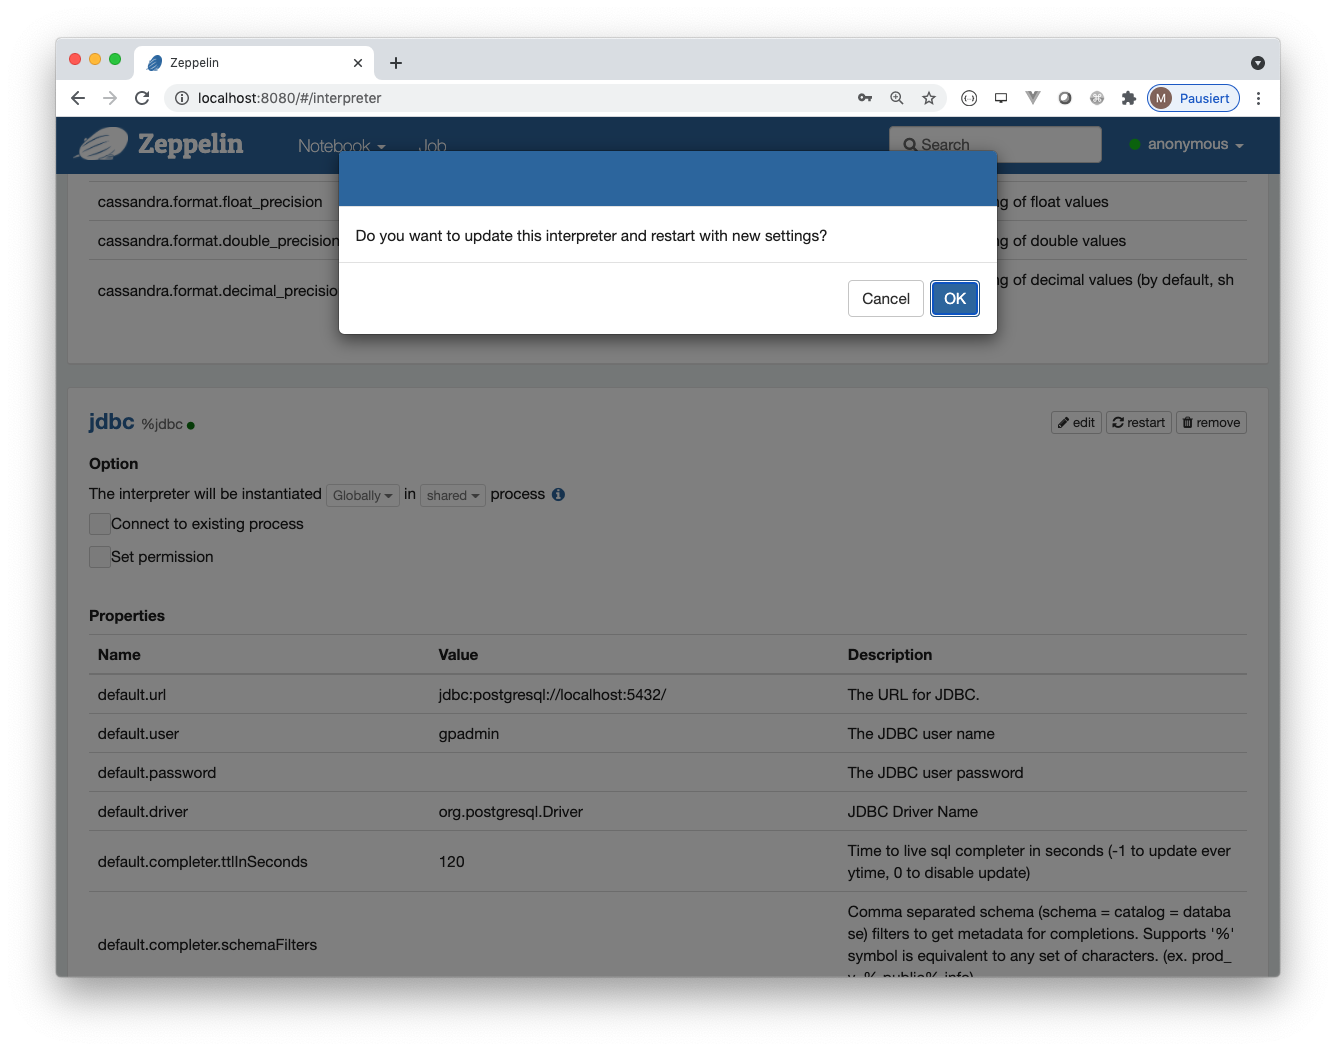 Zeppelin
localhost:8080/#/interpreter
M Pausiert
Zeppelin Notebook Job Search anonymous
cassandra.format.float_precision ng of float values
cassandra.format.double_precision ng of double values
cassandra.format.decimal_precisio ng of decimal values (by default, sh
Do you want to update this interpreter and restart with new settings?
Cancel OK
jdbc %jdbc edit restart remove
Option
The interpreter will be instantiated Globally in shared process
Connect to existing process
Set permission
Properties
Name Value Description
default.url jdbc:postgresql://localhost:5432/ The URL for JDBC.
default.user gpadmin The JDBC user name
default.password The JDBC user password
default.driver org.postgresql.Driver JDBC Driver Name
default.completer.ttlInSeconds 120 Time to live sql completer in seconds (-1 to update ever
ytime, 0 to disable update)
default.completer.schemaFilters Comma separated schema (schema = catalog = databa
se) filters to get metadata for completions. Supports '%'
symbol is equivalent to any set of characters. (ex. prod_